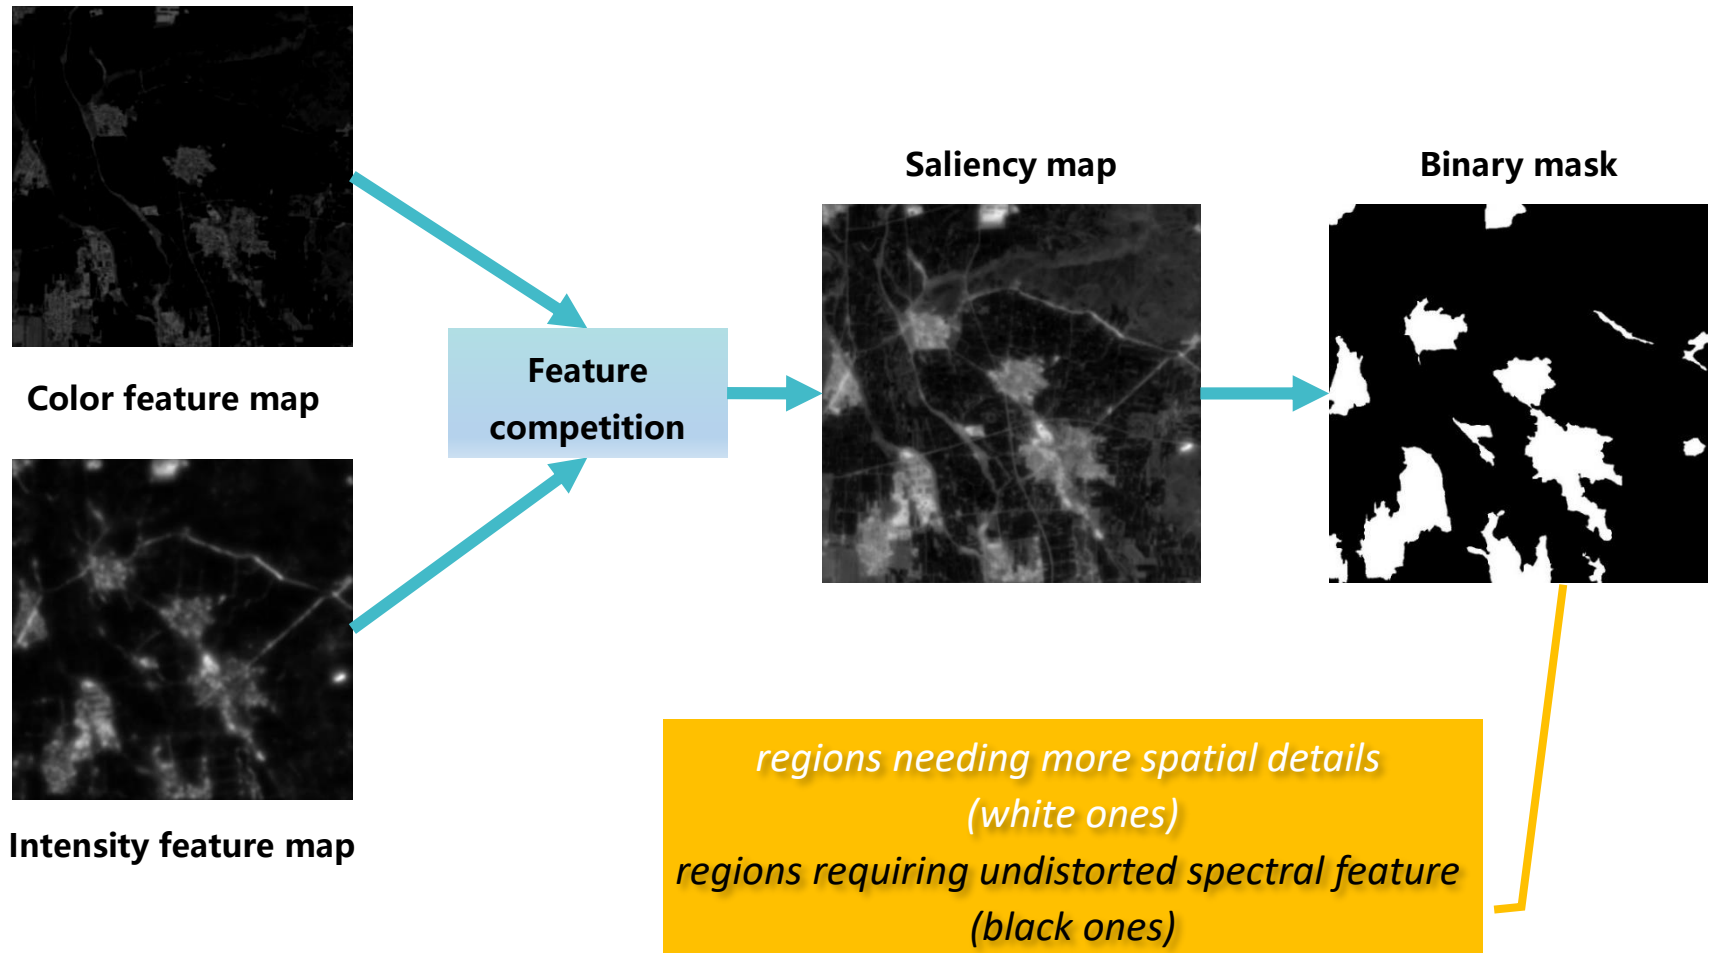 Color feature map
Intensity feature map
Feature
competition
Saliency map
Binary mask
regions needing more spatial details
(white ones)
regions requiring undistorted spectral feature
(black ones)